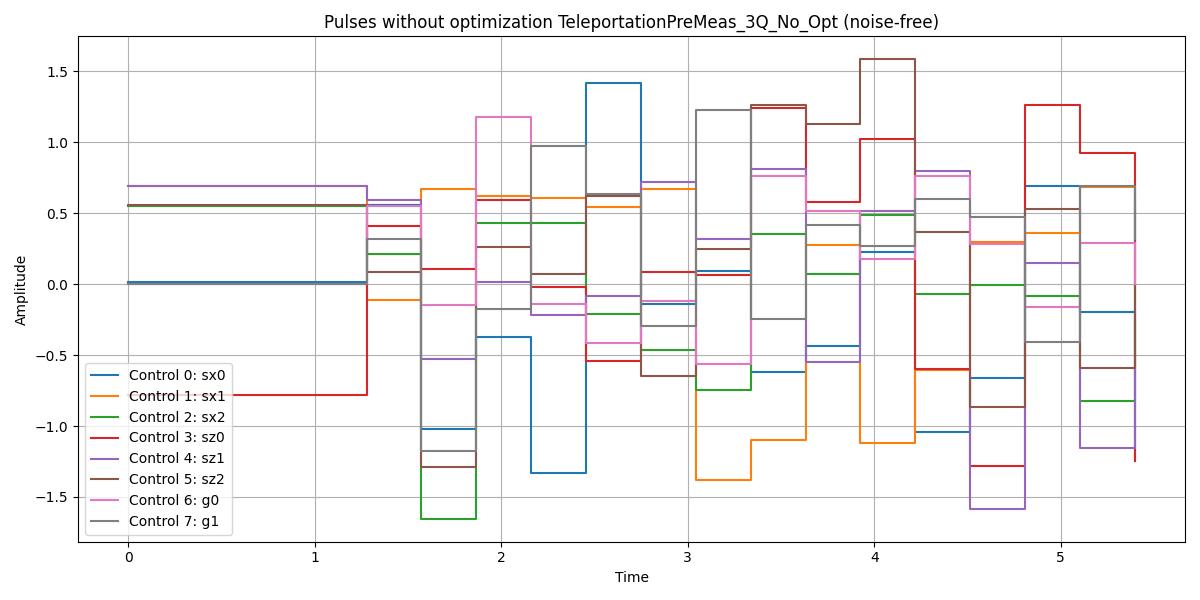 Pulses without optimization TeleportationPreMeas_3Q_No_Opt (noise-free)
Amplitude
1.5
1.0
0.5
0.0
−0.5
−1.0
−1.5
Control 0: sx0
Control 1: sx1
Control 2: sx2
Control 3: sz0
Control 4: sz1
Control 5: sz2
Control 6: g0
Control 7: g1
0 1 2 3 4 5
Time